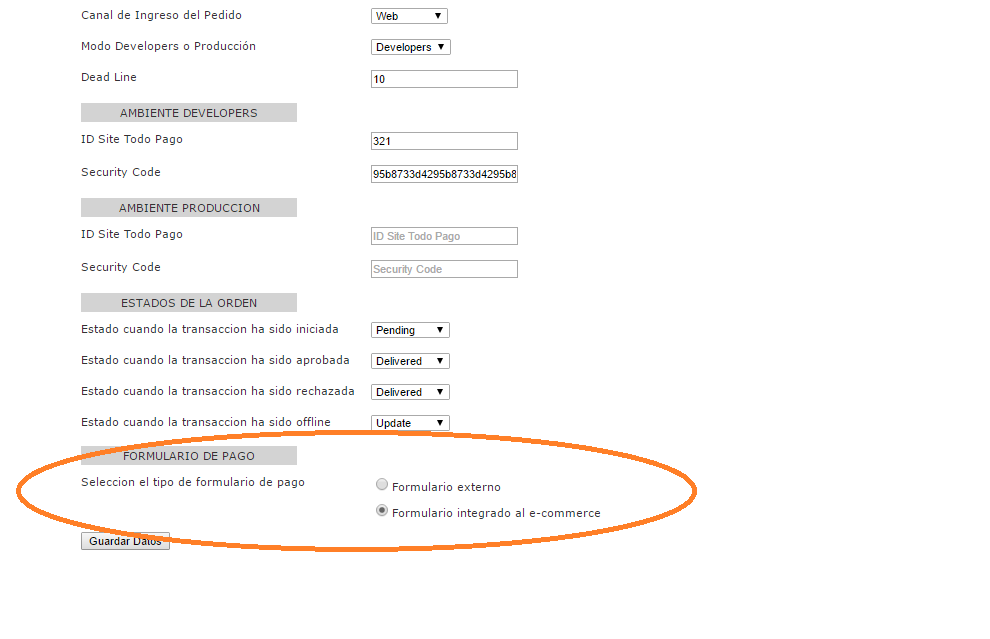 Canal de Ingreso del Pedido Web
Modo Developers o Producción Developers
Dead Line 10
AMBIENTE DEVELOPERS
ID Site Todo Pago 321
Security Code 95b8733d4295b8733d4295b8
AMBIENTE PRODUCCION
ID Site Todo Pago ID Site Todo Pago
Security Code Security Code
ESTADOS DE LA ORDEN
Estado cuando la transaccion ha sido iniciada Pending
Estado cuando la transaccion ha sido aprobada Delivered
Estado cuando la transaccion ha sido rechazada Delivered
Estado cuando la transaccion ha sido offline Update
FORMULARIO DE PAGO
Seleccion el tipo de formulario de pago Formulario externo
Formulario integrado al e-commerce
Guardar Datos